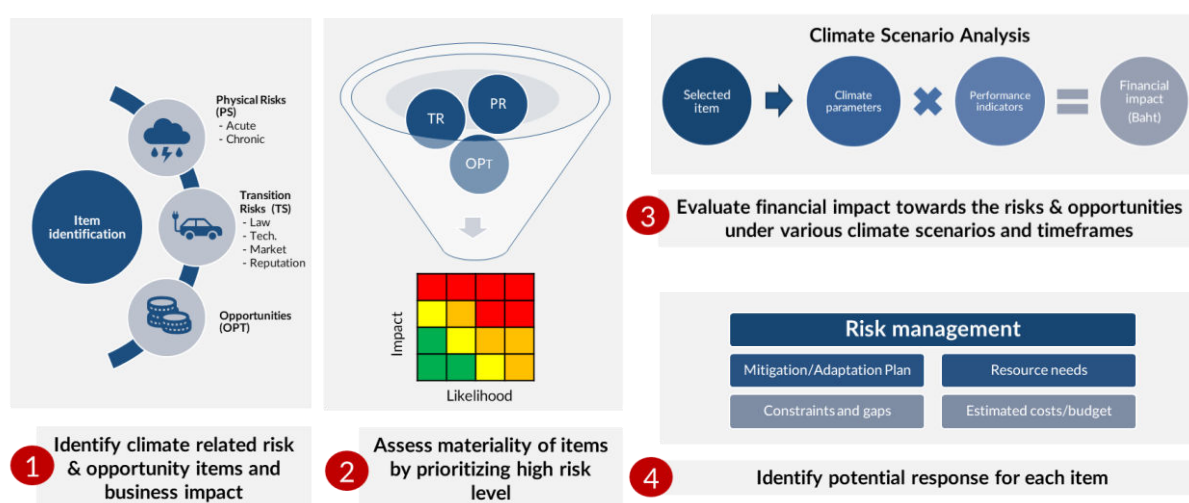 Physical Risks
(PS)
- Acute
- Chronic
Item
identification
Transition
Risks (TS)
- Law
- Tech.
- Market
- Reputation
Opportunities
(OPT)
1
Identify climate related risk
& opportunity items and
business impact
TR
PR
OPT
Impact
Likelihood
2
Assess materiality of items
by prioritizing high risk
level
Climate Scenario Analysis
Selected
item
Climate
parameters
Performance
indicators
Financial
impact
(Baht)
3
Evaluate financial impact towards the risks & opportunities
under various climate scenarios and timeframes
Risk management
Mitigation/Adaptation Plan
Resource needs
Constraints and gaps
Estimated costs/budget
4
Identify potential response for each item